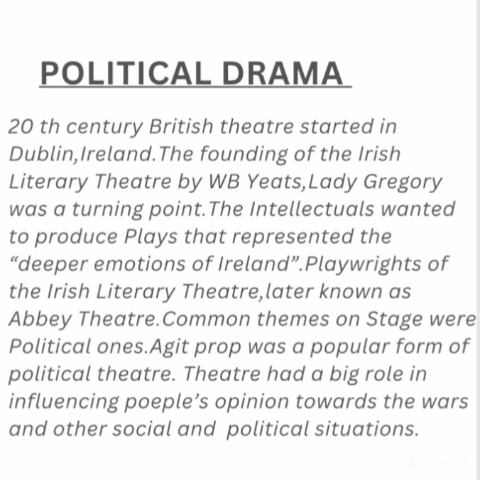 POLITICAL DRAMA
20 th century British theatre started in
Dublin,Ireland.The founding of the Irish
Literary Theatre by WB Yeats,Lady Gregory
was a turning point.The Intellectuals wanted
to produce Plays that represented the
“deeper emotions of Ireland”.Playwrights of
the Irish Literary Theatre,later known as
Abbey Theatre.Common themes on Stage were
Political ones.Agit prop was a popular form of
political theatre. Theatre had a big role in
influencing poeple’s opinion towards the wars
and other social and  political situations.